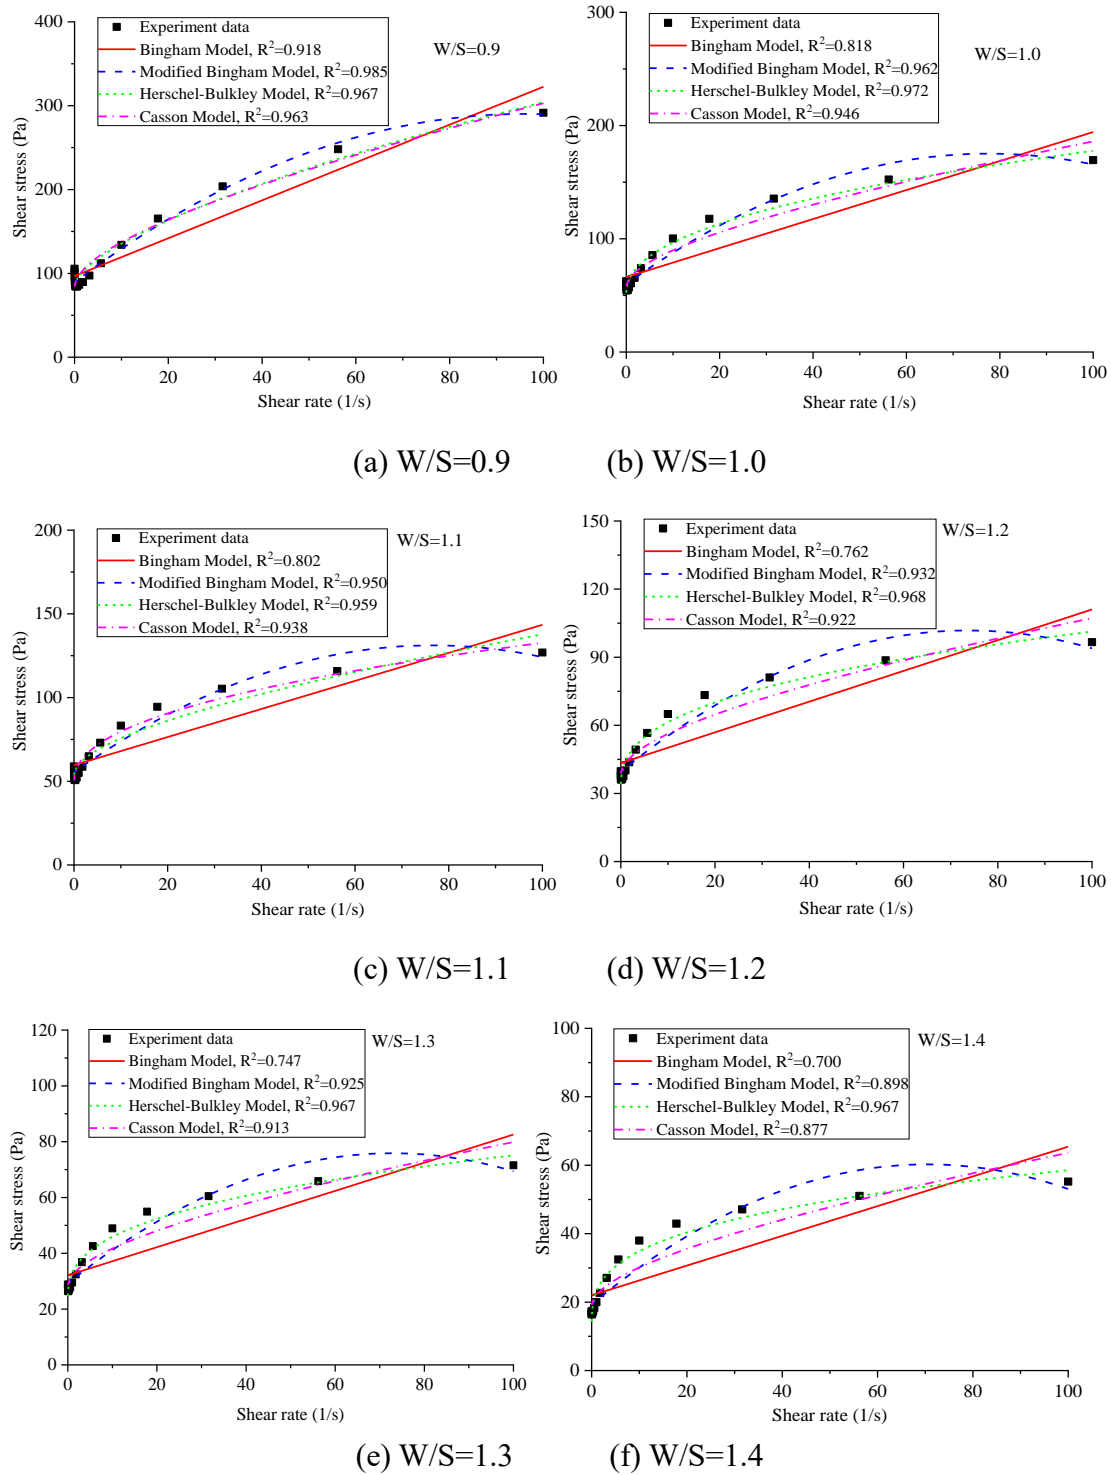 Experiment data
Bingham Model, R²=0.918
Modified Bingham Model, R²=0.985
Herschel-Bulkley Model, R²=0.967
Casson Model, R²=0.963
W/S=0.9
400
300
200
100
0
Shear stress (Pa)
0 20 40 60 80 100
Shear rate (1/s)
(a) W/S=0.9
Experiment data
Bingham Model, R²=0.818
Modified Bingham Model, R²=0.962
Herschel-Bulkley Model, R²=0.972
Casson Model, R²=0.946
W/S=1.0
300
200
100
0
Shear stress (Pa)
0 20 40 60 80 100
Shear rate (1/s)
(b) W/S=1.0
Experiment data
Bingham Model, R²=0.802
Modified Bingham Model, R²=0.950
Herschel-Bulkley Model, R²=0.959
Casson Model, R²=0.938
W/S=1.1
200
150
100
50
0
Shear stress (Pa)
0 20 40 60 80 100
Shear rate (1/s)
(c) W/S=1.1
Experiment data
Bingham Model, R²=0.762
Modified Bingham Model, R²=0.932
Herschel-Bulkley Model, R²=0.968
Casson Model, R²=0.922
W/S=1.2
150
120
90
60
30
0
Shear stress (Pa)
0 20 40 60 80 100
Shear rate (1/s)
(d) W/S=1.2
Experiment data
Bingham Model, R²=0.747
Modified Bingham Model, R²=0.925
Herschel-Bulkley Model, R²=0.967
Casson Model, R²=0.913
W/S=1.3
120
100
80
60
40
20
0
Shear stress (Pa)
0 20 40 60 80 100
Shear rate (1/s)
(e) W/S=1.3
Experiment data
Bingham Model, R²=0.700
Modified Bingham Model, R²=0.898
Herschel-Bulkley Model, R²=0.967
Casson Model, R²=0.877
W/S=1.4
100
80
60
40
20
0
Shear stress (Pa)
0 20 40 60 80 100
Shear rate (1/s)
(f) W/S=1.4